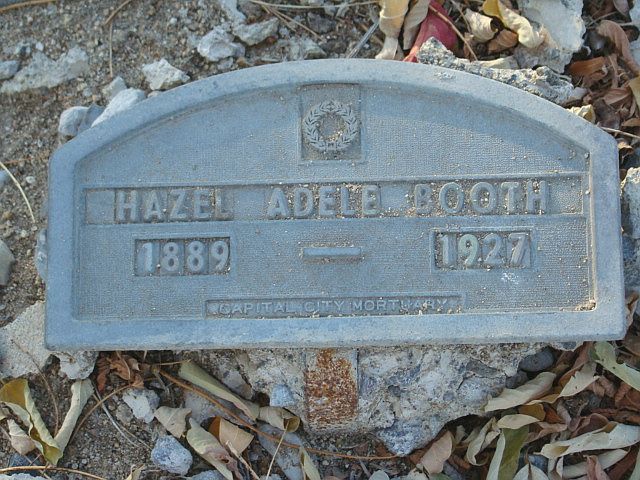 HAZEL ADELE BOOTH
1889 — 1927
CAPITAL CITY MORTUARY